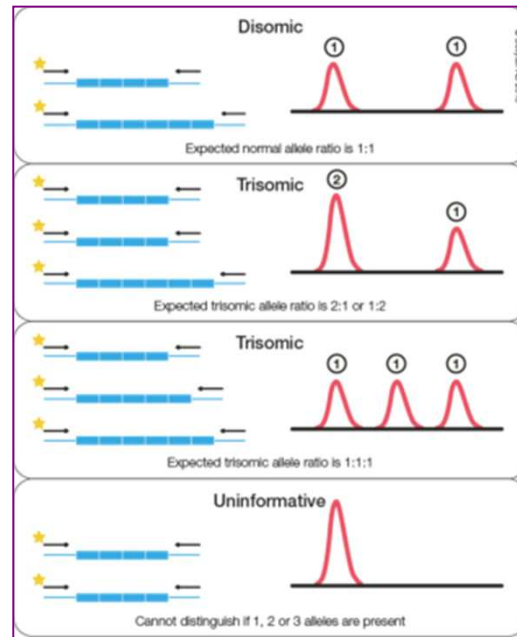 Disomic
1 1
Expected normal allele ratio is 1:1
Trisomic
2
1
Expected trisomic allele ratio is 2:1 or 1:2
Trisomic
1 1 1
Expected trisomic allele ratio is 1:1:1
Uninformative
Cannot distinguish if 1, 2 or 3 alleles are present